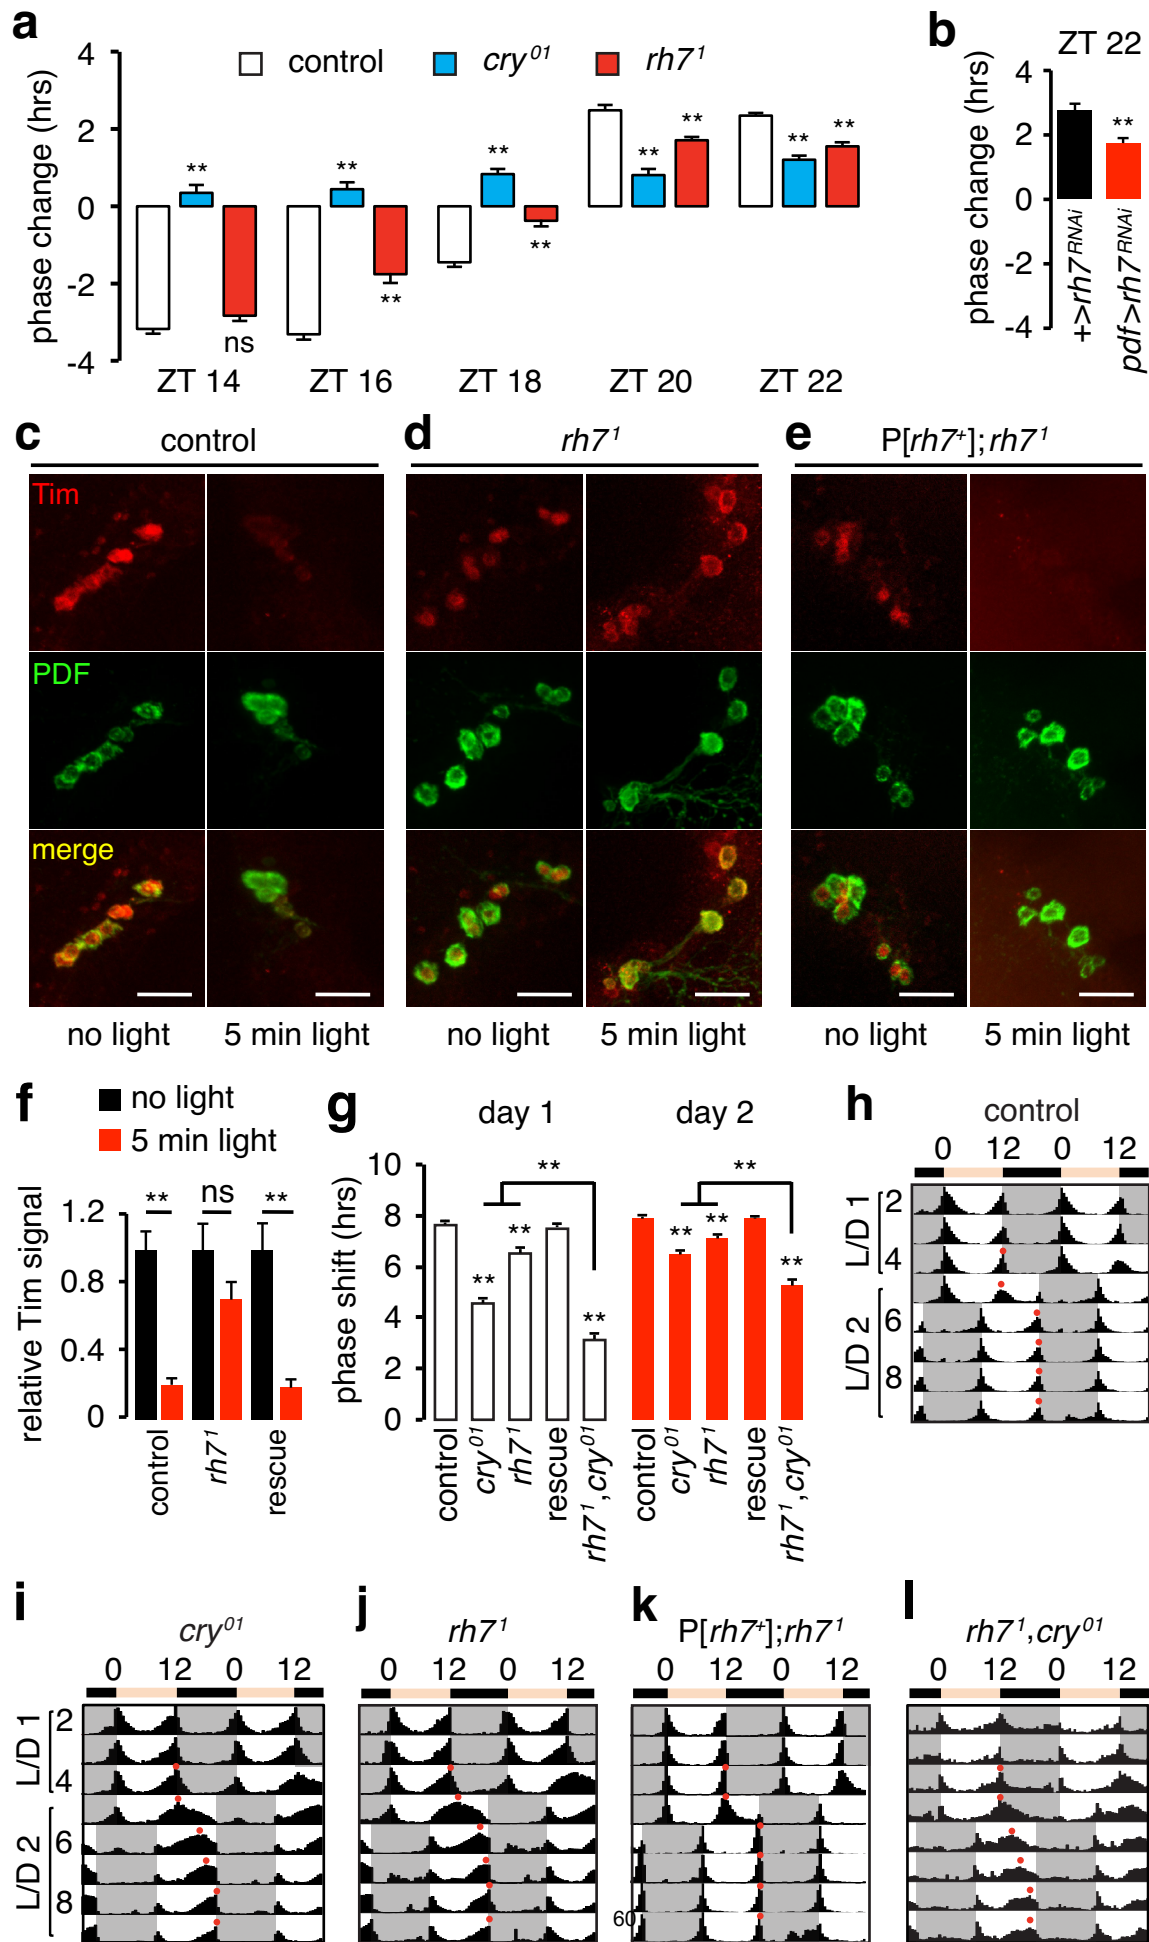 a
4
2
0
-2
-4
phase change (hrs)
control
cry01
rh71
**
**
**
**
**
**
**
**
**
ns
ZT 14
ZT 16
ZT 18
ZT 20
ZT 22
b
ZT 22
4
2
0
-2
-4
phase change (hrs)
**
+>rh7RNAi
pdf>rh7RNAi
c
control
d
rh71
e
P[rh7+];rh71
Tim
PDF
merge
no light
5 min light
no light
5 min light
no light
5 min light
f
no light
5 min light
1.2
0.8
0.4
0
relative Tim signal
**
ns
**
control
rh71
rescue
g
day 1
day 2
10
8
6
4
2
0
phase shift (hrs)
**
**
**
**
**
**
**
**
control
cry01
rh71
rescue
rh71,cry01
control
cry01
rh71
rescue
rh71,cry01
h
control
0 12 0 12
L/D 1
L/D 2
2
4
6
8
i
cry01
0 12 0 12
L/D 1
L/D 2
2
4
6
8
j
rh71
0 12 0 12
k
P[rh7+];rh71
0 12 0 12
60
l
rh71,cry01
0 12 0 12